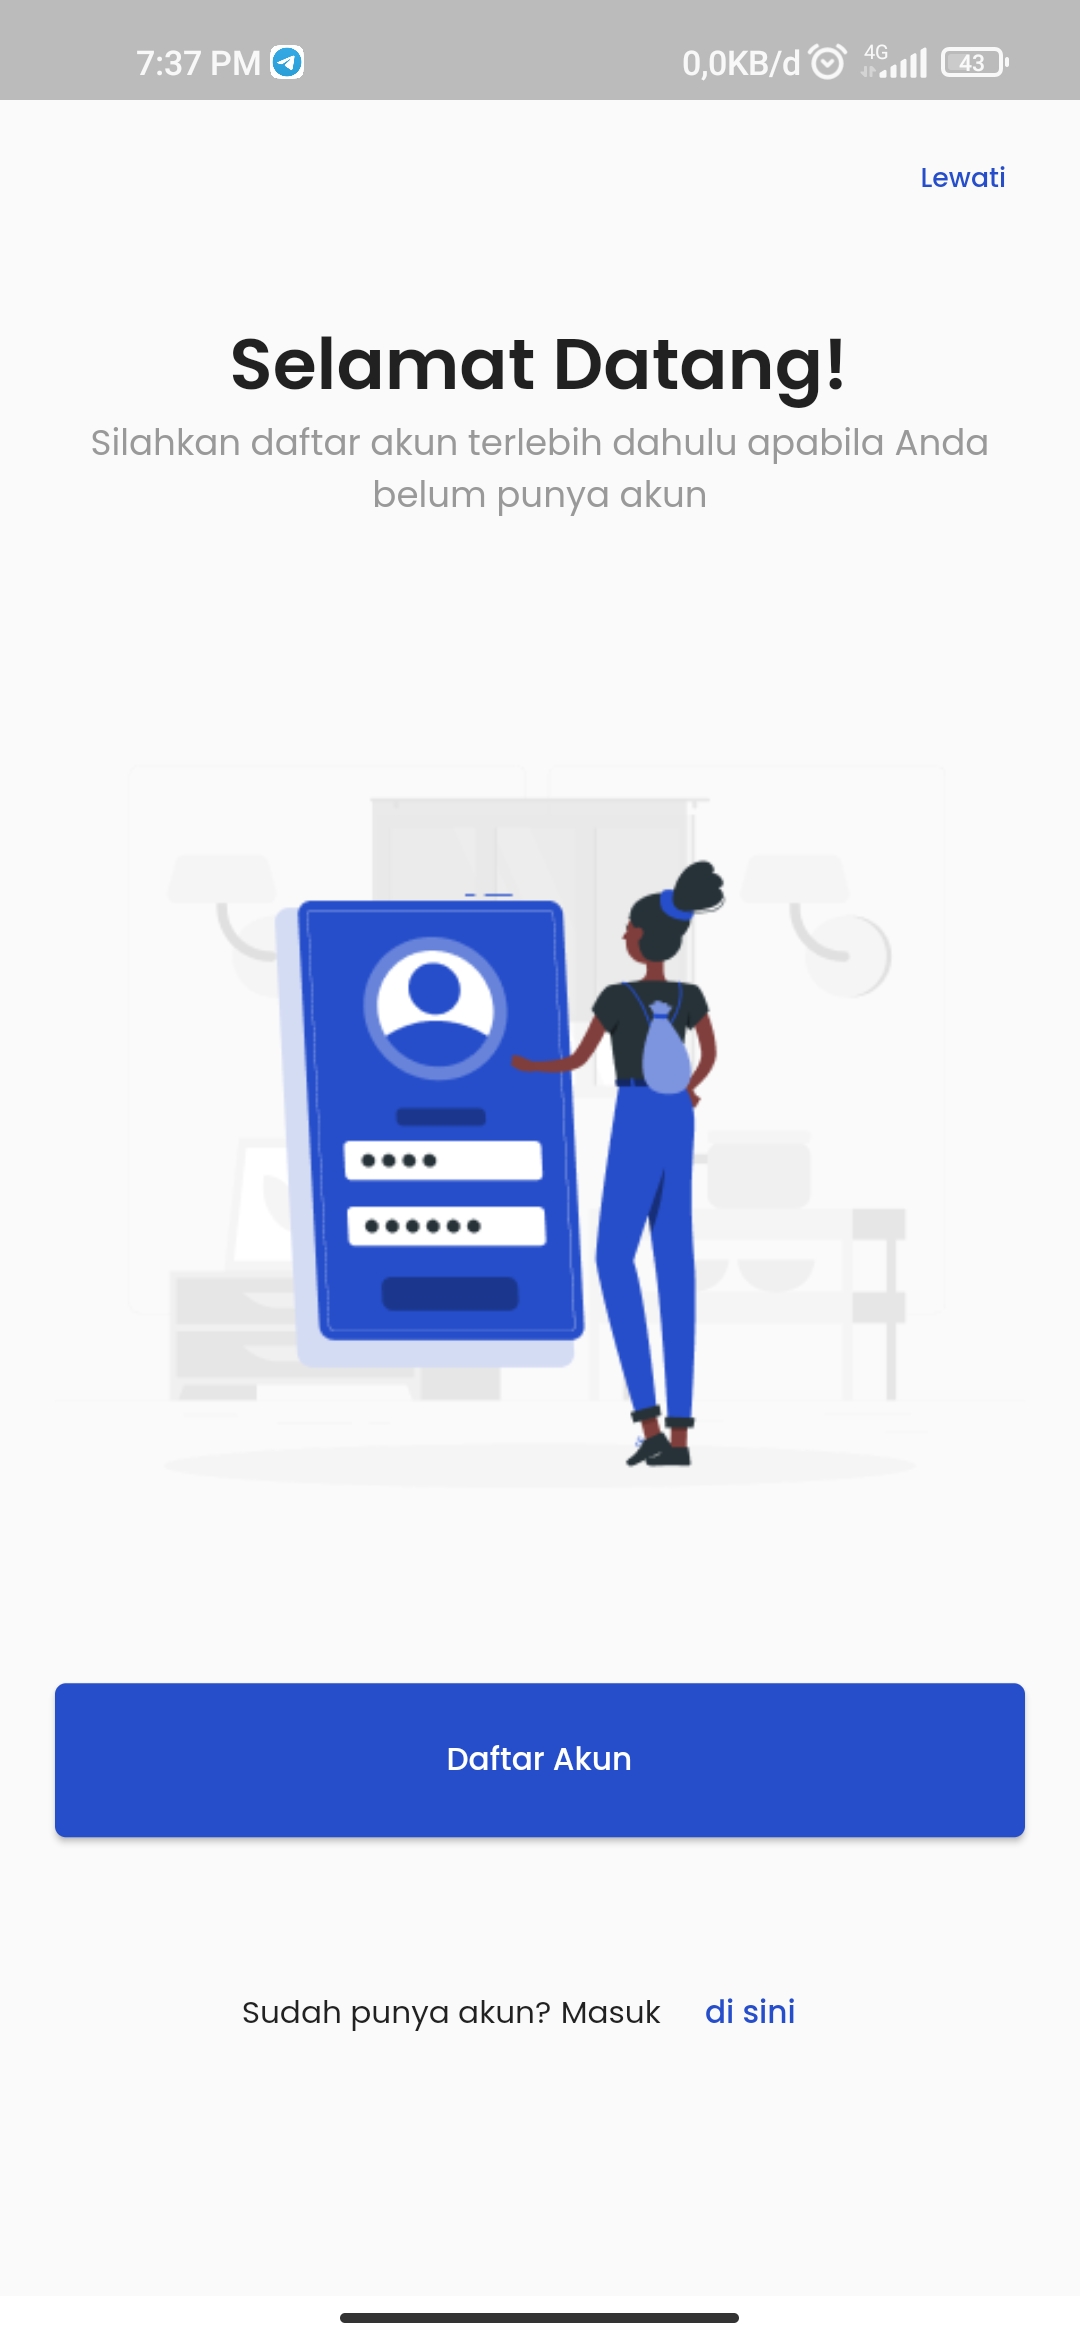 7:37 PM
0,0KB/d 4G 43
Lewati
Selamat Datang!
Silahkan daftar akun terlebih dahulu apabila Anda
belum punya akun
Daftar Akun
Sudah punya akun? Masuk di sini